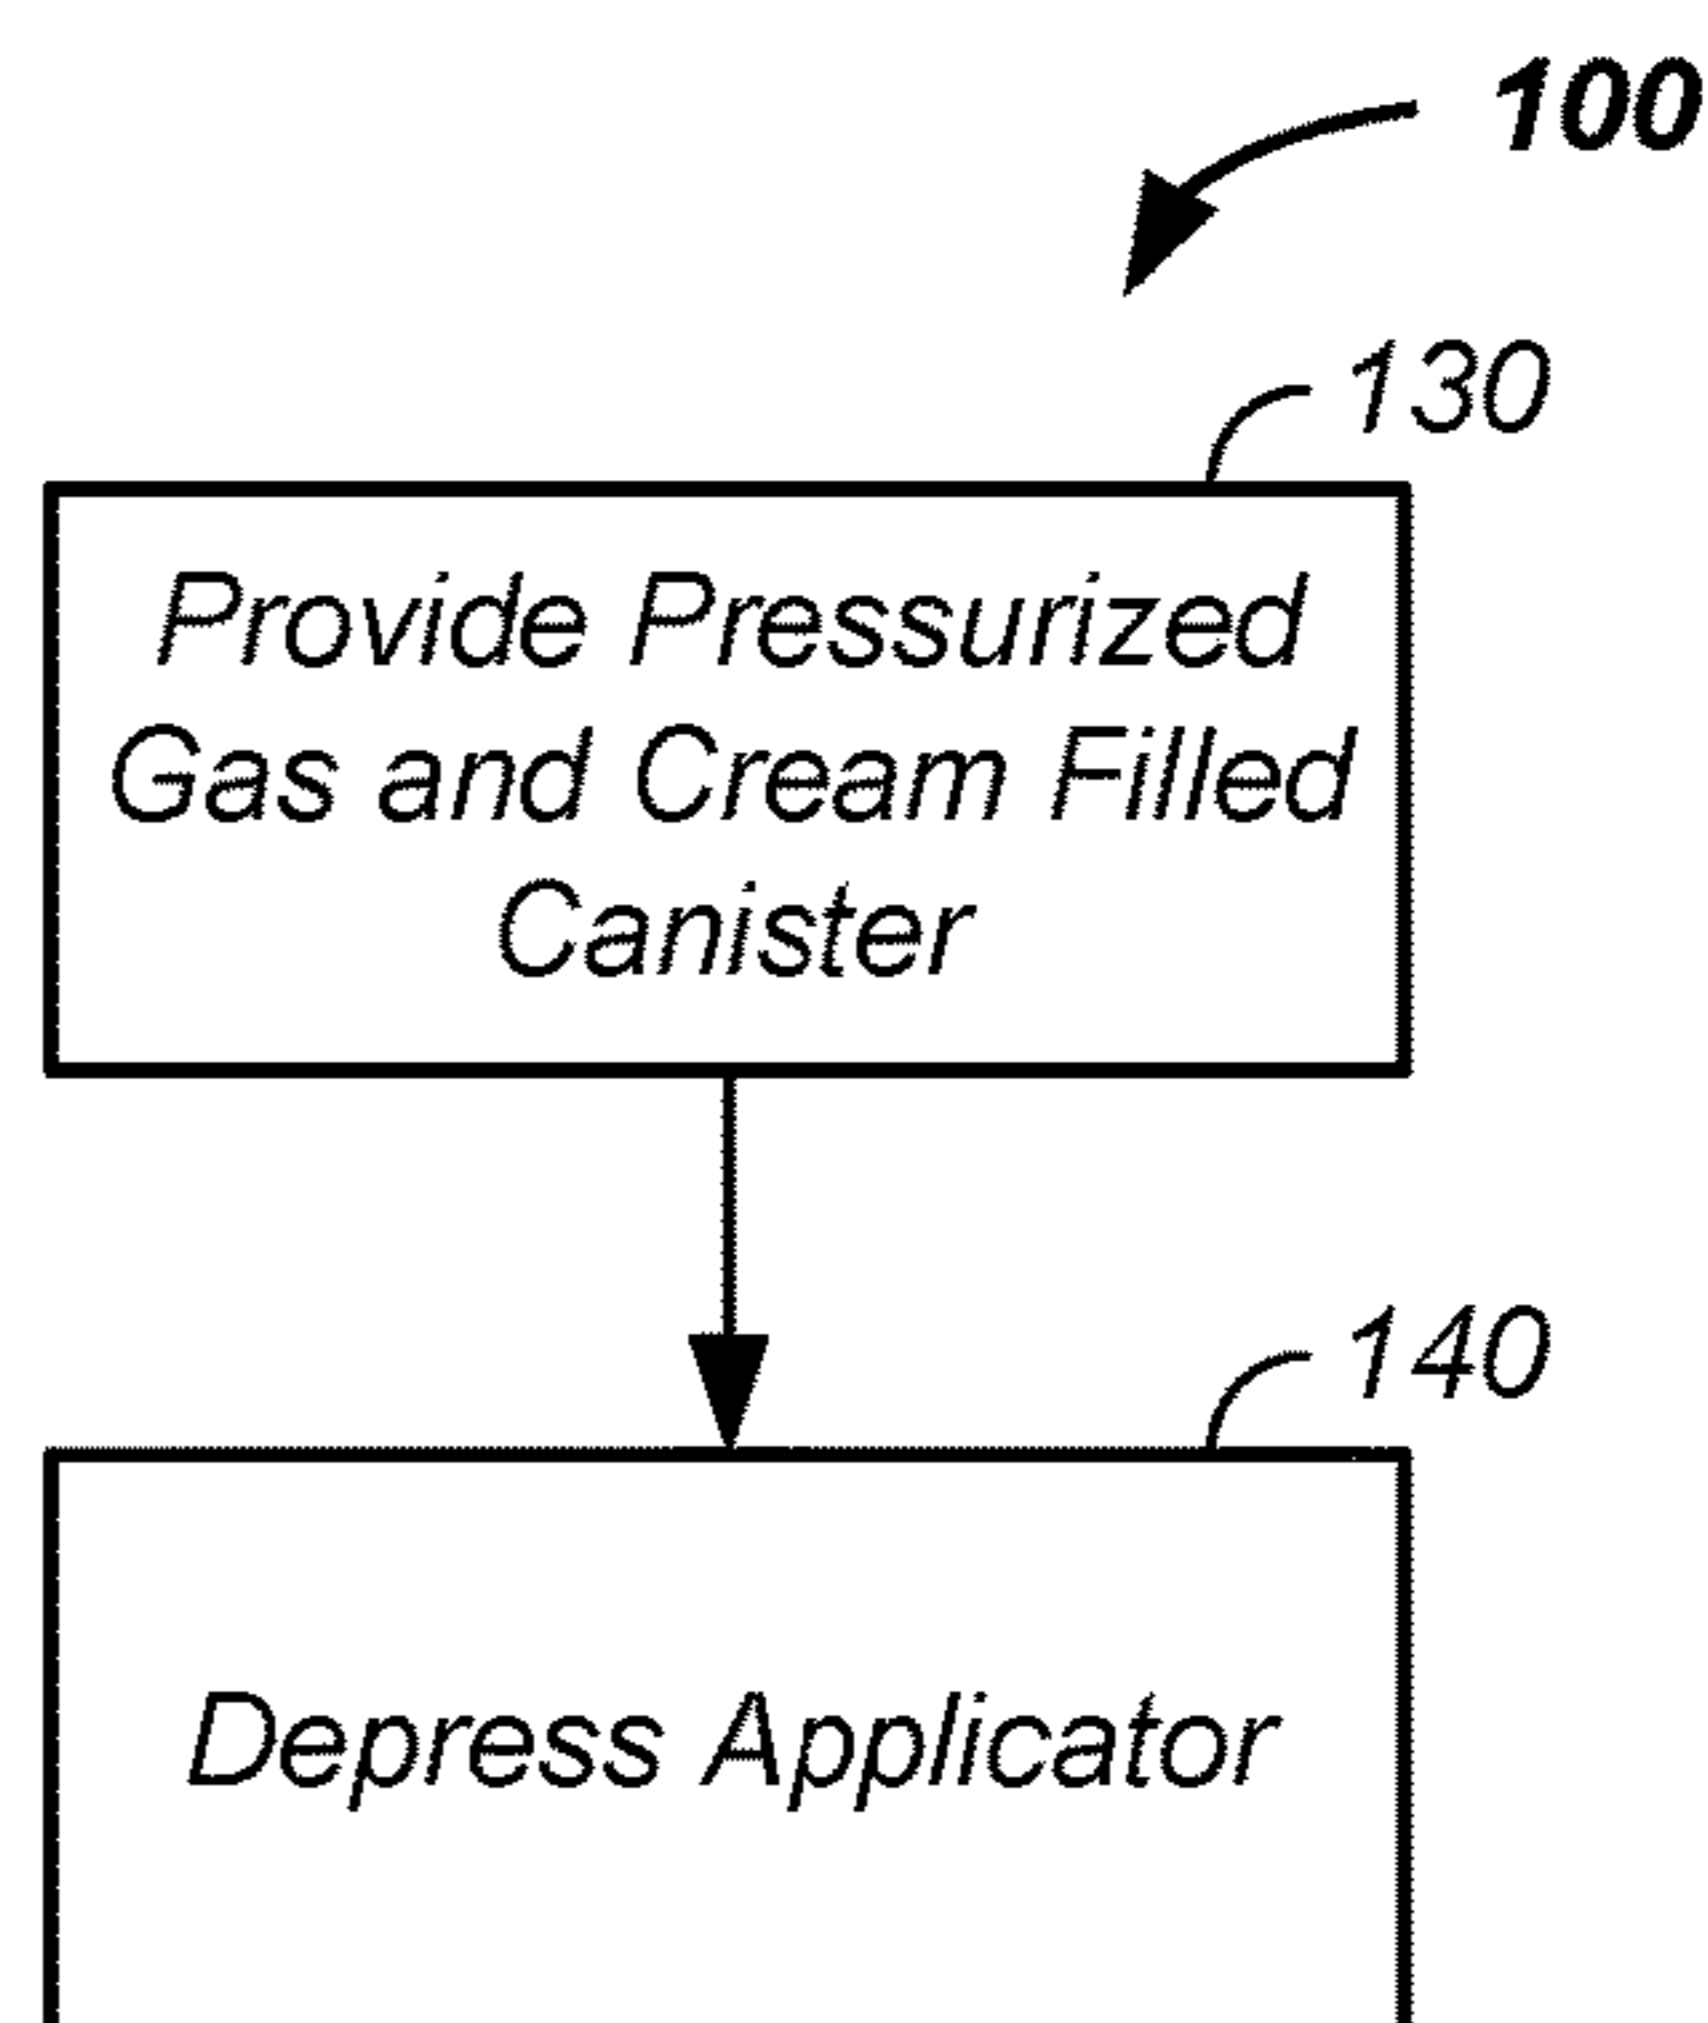 100
130
Provide Pressurized
Gas and Cream Filled
Canister
140
Depress Applicator